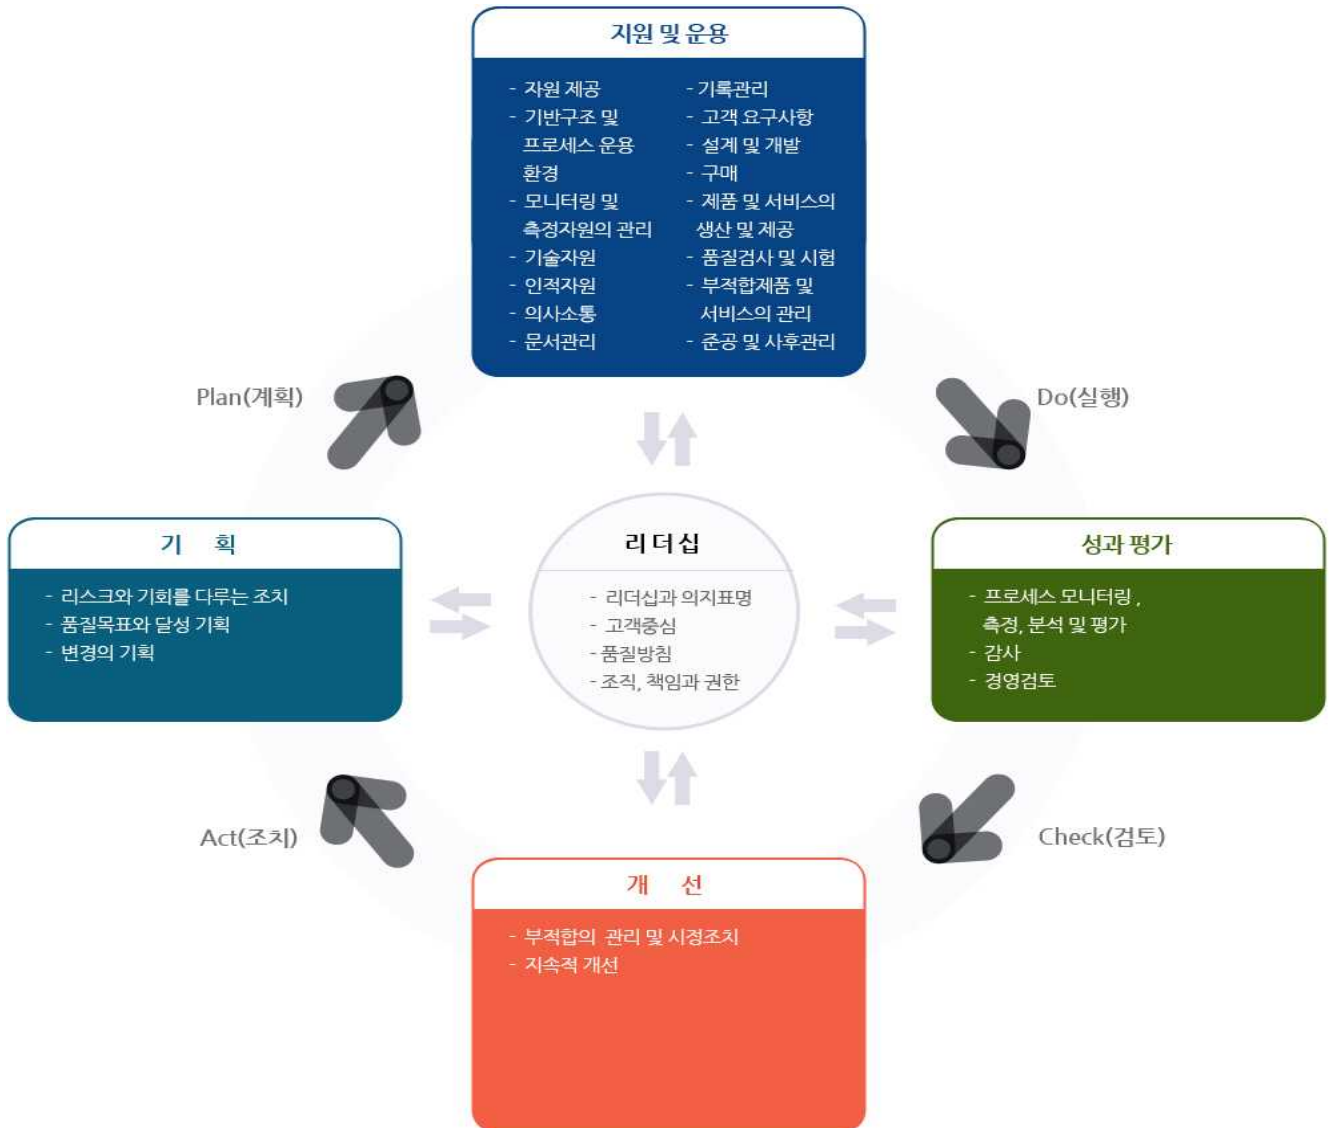 지원 및 운용
- 자원 제공
- 기반구조 및
프로세스 운용
환경
- 모니터링 및
측정자원의 관리
- 기술자원
- 인적자원
- 의사소통
- 문서관리
- 기록관리
- 고객 요구사항
- 설계 및 개발
- 구매
- 제품 및 서비스의
생산 및 제공
- 품질검사 및 시험
- 부적합제품 및
서비스의 관리
- 준공 및 사후관리
Plan(계획)
Do(실행)
기 획
- 리스크와 기회를 다루는 조치
- 품질목표와 달성 기획
- 변경의 기획
리더십
- 리더십과 의지표명
- 고객중심
- 품질방침
- 조직, 책임과 권한
성과 평가
- 프로세스 모니터링 ,
측정, 분석 및 평가
- 감사
- 경영검토
Act(조치)
Check(검토)
개 선
- 부적합의 관리 및 시정조치
- 지속적 개선